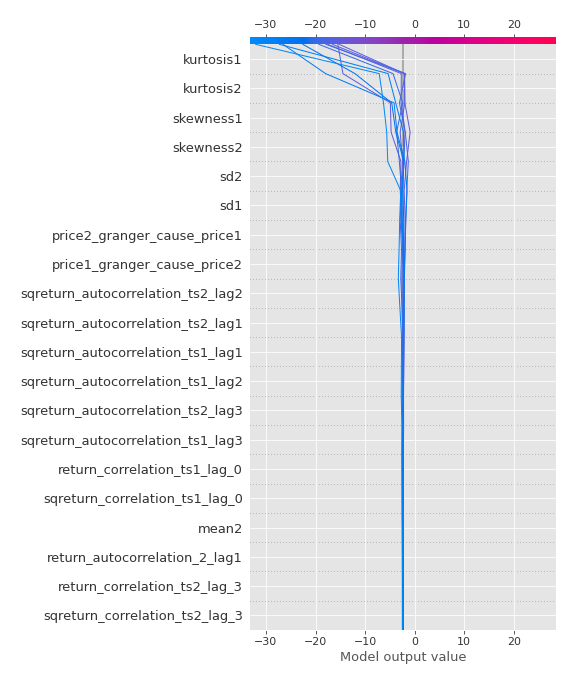 −30 −20 −10 0 10 20
kurtosis1
kurtosis2
skewness1
skewness2
sd2
sd1
price2_granger_cause_price1
price1_granger_cause_price2
sqreturn_autocorrelation_ts2_lag2
sqreturn_autocorrelation_ts2_lag1
sqreturn_autocorrelation_ts1_lag1
sqreturn_autocorrelation_ts1_lag2
sqreturn_autocorrelation_ts2_lag3
sqreturn_autocorrelation_ts1_lag3
return_correlation_ts1_lag_0
sqreturn_correlation_ts1_lag_0
mean2
return_autocorrelation_2_lag1
return_correlation_ts2_lag_3
sqreturn_correlation_ts2_lag_3
−30 −20 −10 0 10 20
Model output value